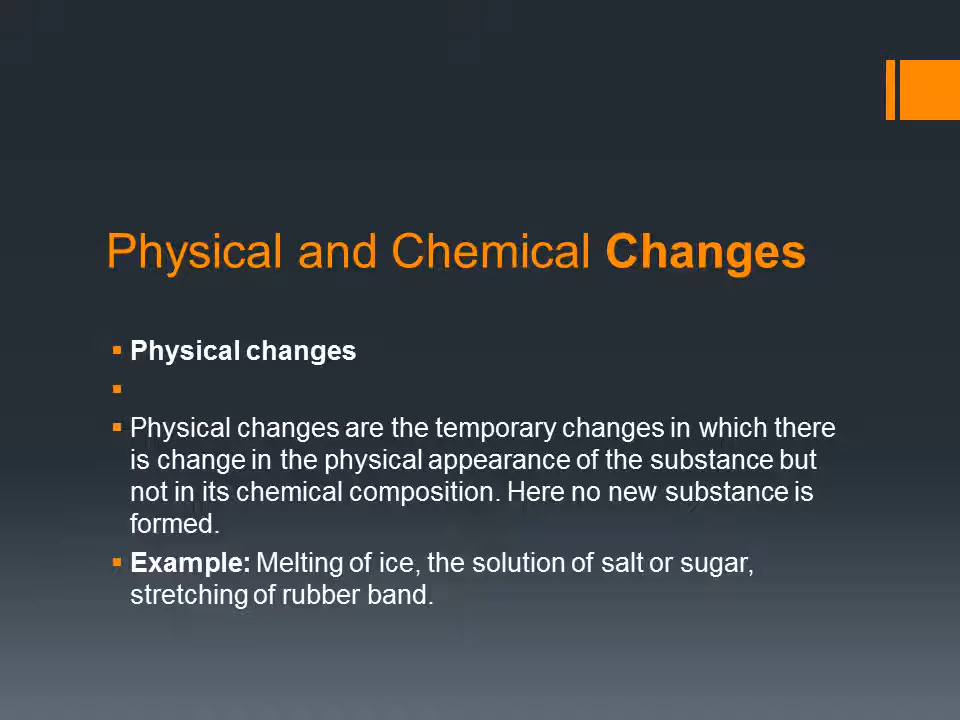 Physical and Chemical Changes
▪ Physical changes
▪
▪ Physical changes are the temporary changes in which there
is change in the physical appearance of the substance but
not in its chemical composition. Here no new substance is
formed.
▪ Example: Melting of ice, the solution of salt or sugar,
stretching of rubber band.